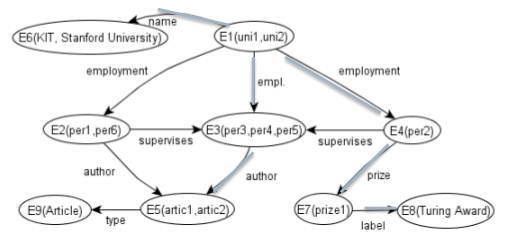 name
E6(KIT, Stanford University)
E1(uni1,uni2)
employment
empl.
employment
E2(per1,per6)
supervises
E3(per3,per4,per5)
supervises
E4(per2)
author
author
prize
E9(Article)
type
E5(artic1,artic2)
E7(prize1)
label
E8(Turing Award)